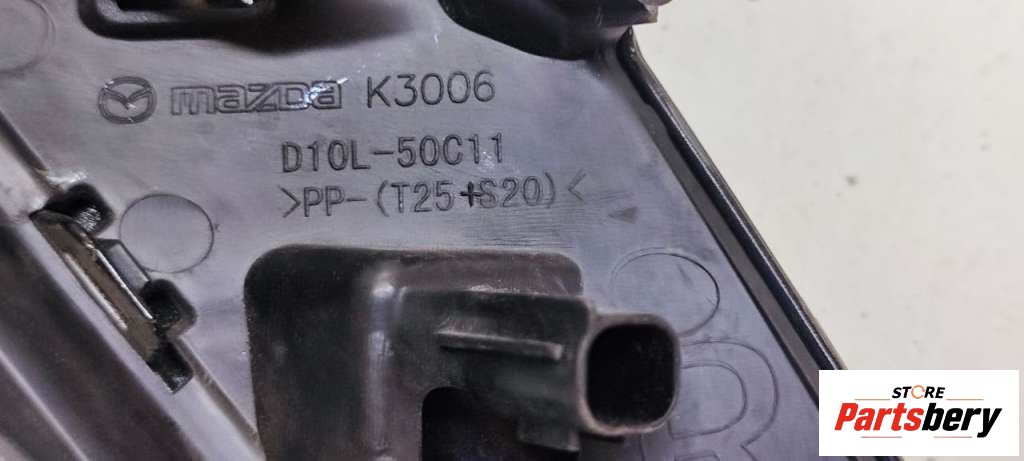 mazda K3006
D10L-50C11
>PP-(T25+S20)<
R
STORE
Partsbery